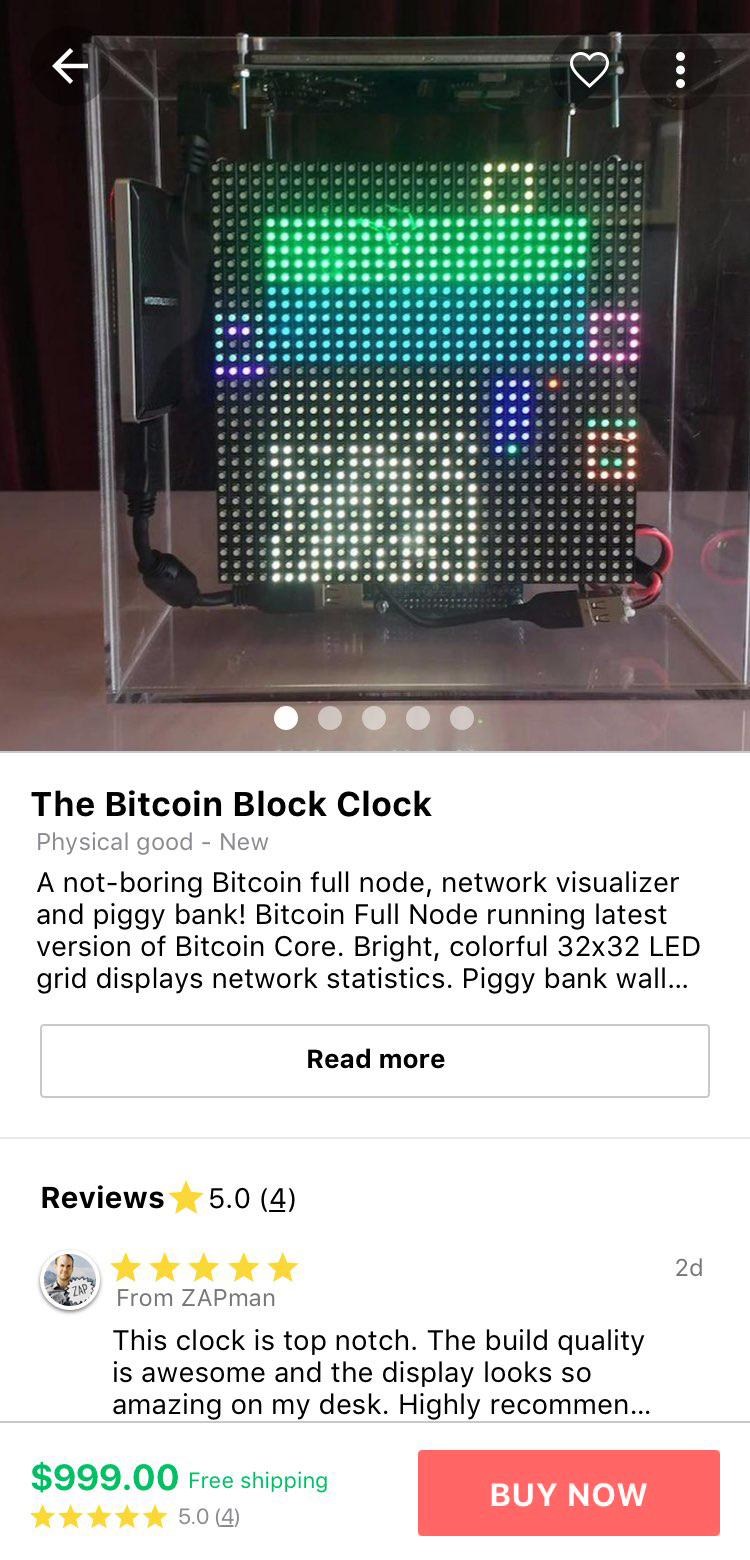 The Bitcoin Block Clock
Physical good - New
A not-boring Bitcoin full node, network visualizer
and piggy bank! Bitcoin Full Node running latest
version of Bitcoin Core. Bright, colorful 32x32 LED
grid displays network statistics. Piggy bank wall...
Read more
Reviews 5.0 (4)
2d
From ZAPman
ZAP
This clock is top notch. The build quality
is awesome and the display looks so
amazing on my desk. Highly recommen...
$999.00 Free shipping
5.0 (4)
BUY NOW